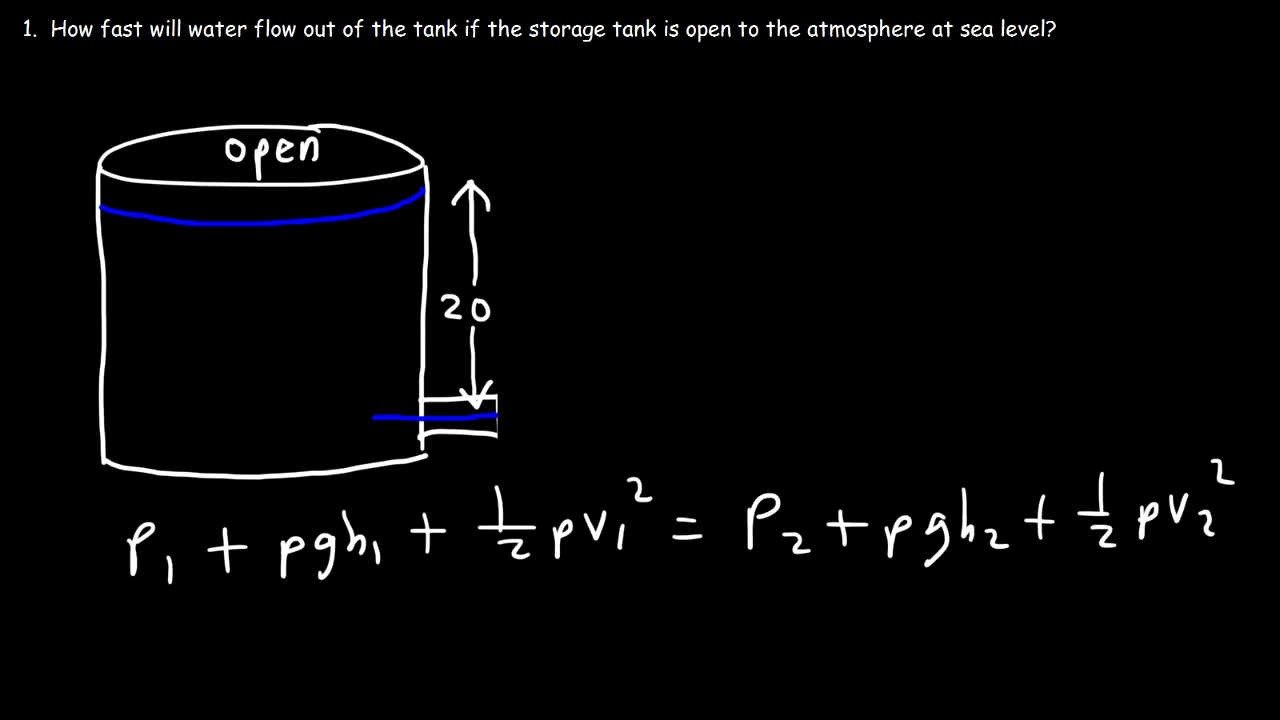 1. How fast will water flow out of the tank if the storage tank is open to the atmosphere at sea level?
open
20
P₁ + ρgh₁ + ½ρv₁² = P₂ + ρgh₂ + ½ρv₂²